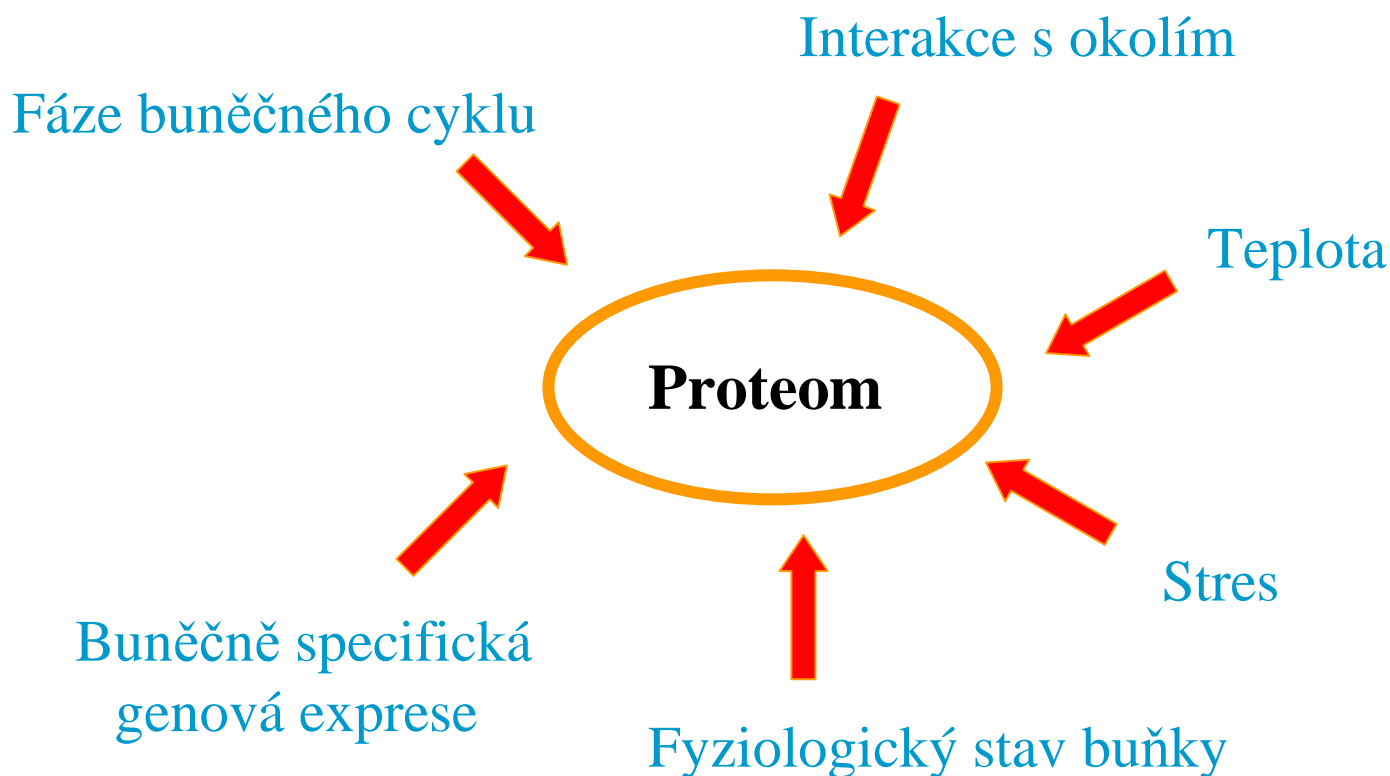 Interakce s okolím
Fáze buněčného cyklu
Teplota
Proteom
Stres
Buněčně specifická
genová exprese
Fyziologický stav buňky